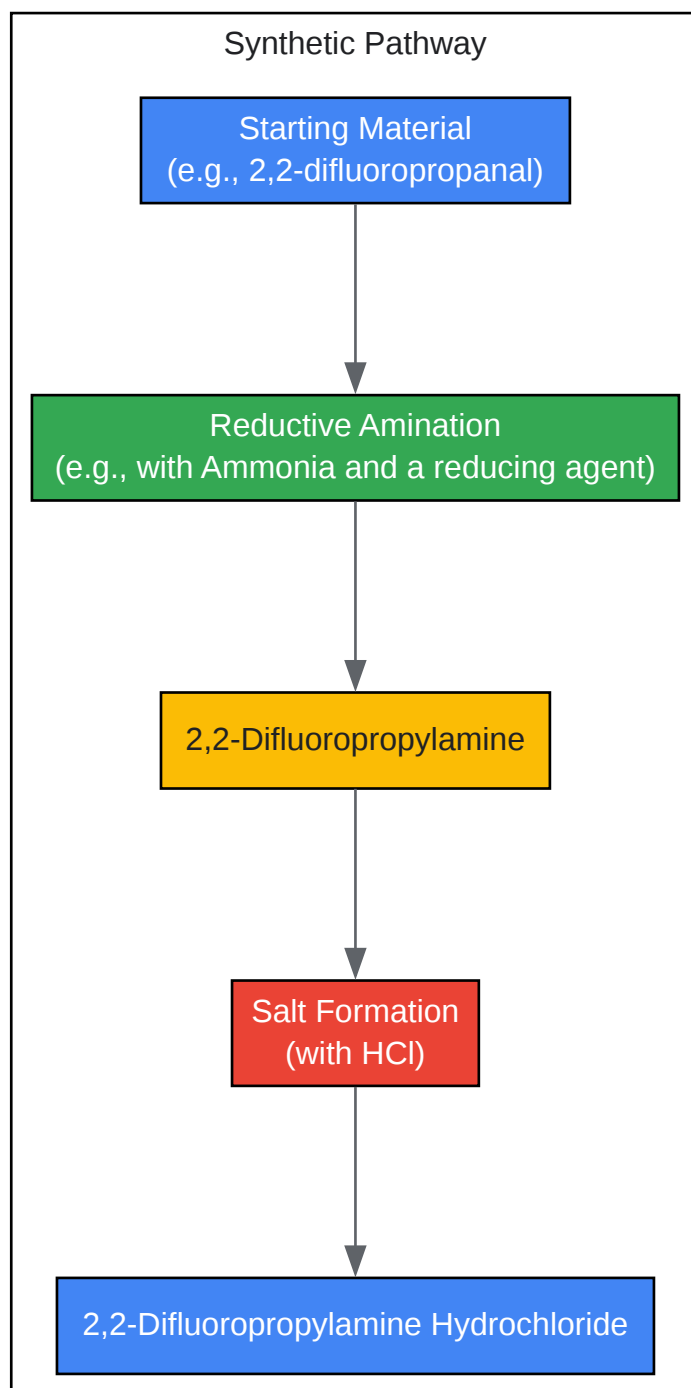 Synthetic Pathway
Starting Material
(e.g., 2,2-difluoropropanal)
Reductive Amination
(e.g., with Ammonia and a reducing agent)
2,2-Difluoropropylamine
Salt Formation
(with HCl)
2,2-Difluoropropylamine Hydrochloride